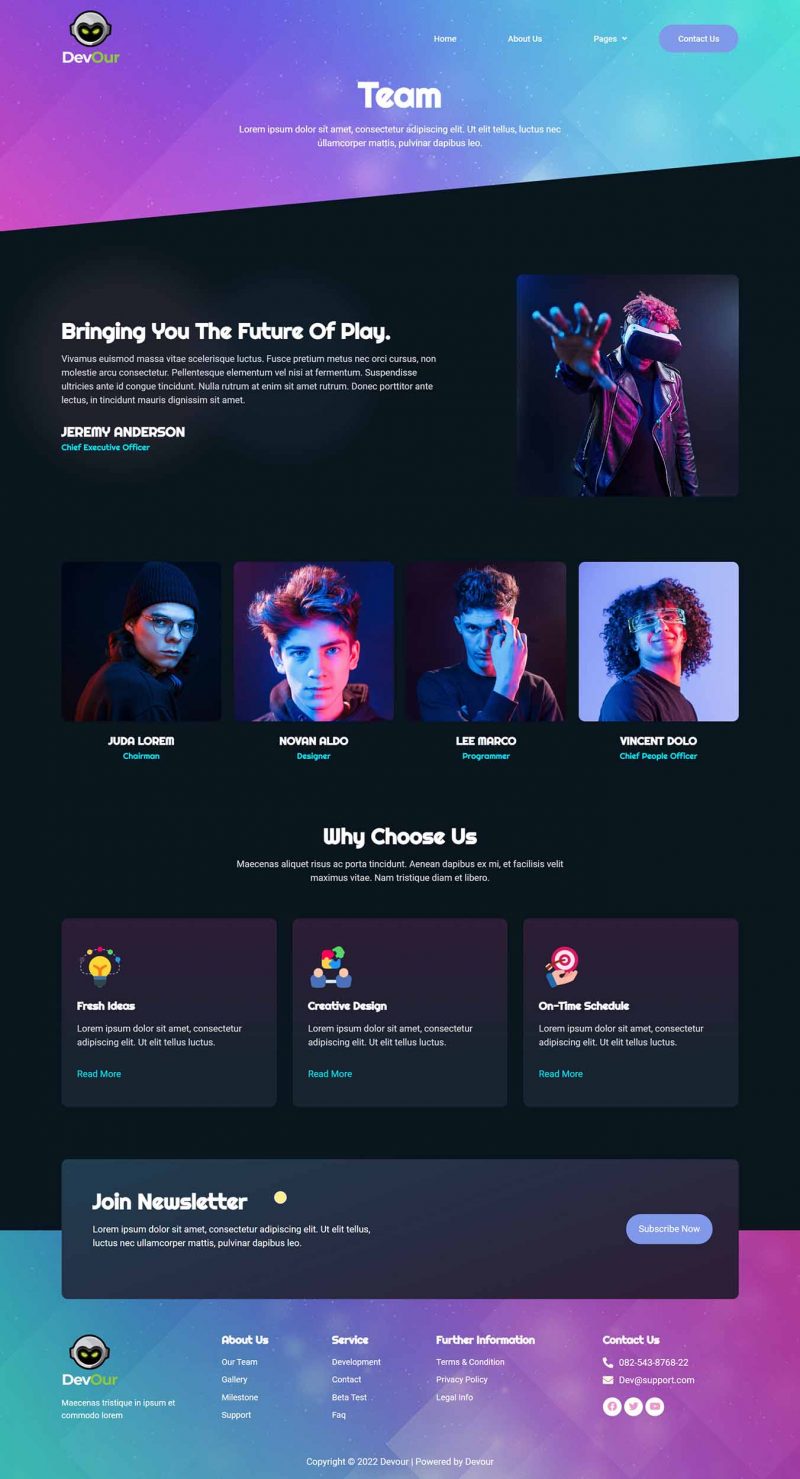 DevOur
Home
About Us
Pages
Contact Us
Team
Lorem ipsum dolor sit amet, consectetur adipiscing elit. Ut elit tellus, luctus nec
ullamcorper mattis, pulvinar dapibus leo.
Bringing You The Future Of Play.
Vivamus euismod massa vitae scelerisque luctus. Fusce pretium metus nec orci cursus, non
molestie arcu consectetur. Pellentesque elementum vel nisi at fermentum. Suspendisse
ultricies ante id congue tincidunt. Nulla rutrum at enim sit amet rutrum. Donec porttitor ante
lectus, in tincidunt mauris dignissim sit amet.
JEREMY ANDERSON
Chief Executive Officer
JUDA LOREM
Chairman
NOVAN ALDO
Designer
LEE MARCO
Programmer
VINCENT DOLO
Chief People Officer
Why Choose Us
Maecenas aliquet risus ac porta tincidunt. Aenean dapibus ex mi, et facilisis velit
maximus vitae. Nam tristique diam et libero.
Fresh Ideas
Lorem ipsum dolor sit amet, consectetur
adipiscing elit. Ut elit tellus luctus.
Read More
Creative Design
Lorem ipsum dolor sit amet, consectetur
adipiscing elit. Ut elit tellus luctus.
Read More
On-Time Schedule
Lorem ipsum dolor sit amet, consectetur
adipiscing elit. Ut elit tellus luctus.
Read More
Join Newsletter
Lorem ipsum dolor sit amet, consectetur adipiscing elit. Ut elit tellus,
luctus nec ullamcorper mattis, pulvinar dapibus leo.
Subscribe Now
DevOur
Maecenas tristique in ipsum et
commodo lorem
About Us
Our Team
Gallery
Milestone
Support
Service
Development
Contact
Beta Test
Faq
Further Information
Terms & Condition
Privacy Policy
Legal Info
Contact Us
082-543-8768-22
Dev@support.com
Copyright © 2022 Devour | Powered by Devour